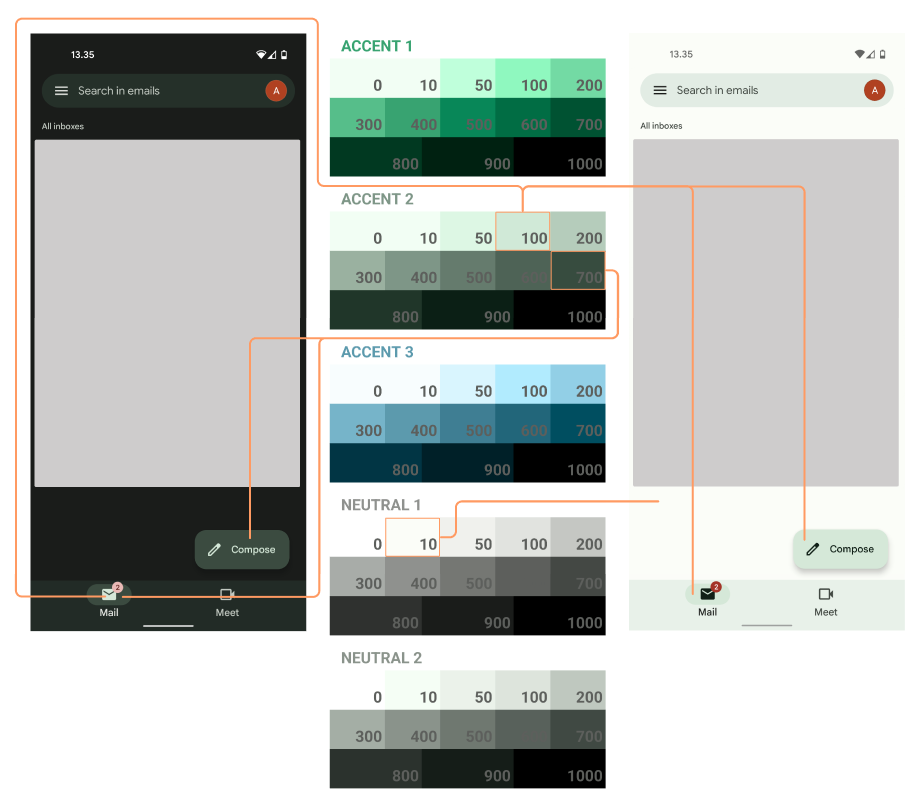 13.35
Search in emails
A
All inboxes
Compose
2
Mail
Meet
ACCENT 1
0 10 50 100 200
300 400 500 600 700
800 900 1000
ACCENT 2
0 10 50 100 200
300 400 500 600 700
800 900 1000
ACCENT 3
0 10 50 100 200
300 400 500 600 700
800 900 1000
NEUTRAL 1
0 10 50 100 200
300 400 500 700
800 900 1000
NEUTRAL 2
0 10 50 100 200
300 400 500 700
800 900 1000
13.35
Search in emails
A
All inboxes
Compose
2
Mail
Meet